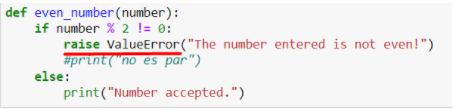 def even_number(number):
    if number % 2 != 0:
        raise ValueError("The number entered is not even!")
        #print("no es par")
    else:
        print("Number accepted.")